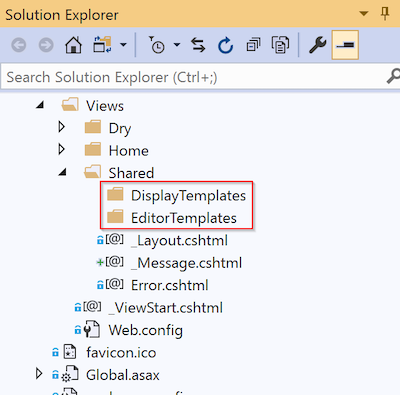 Solution Explorer
Search Solution Explorer (Ctrl+;)
Views
Dry
Home
Shared
DisplayTemplates
EditorTemplates
[@] _Layout.cshtml
+[@] _Message.cshtml
[@] Error.cshtml
[@] _ViewStart.cshtml
Web.config
favicon.ico
Global.asax